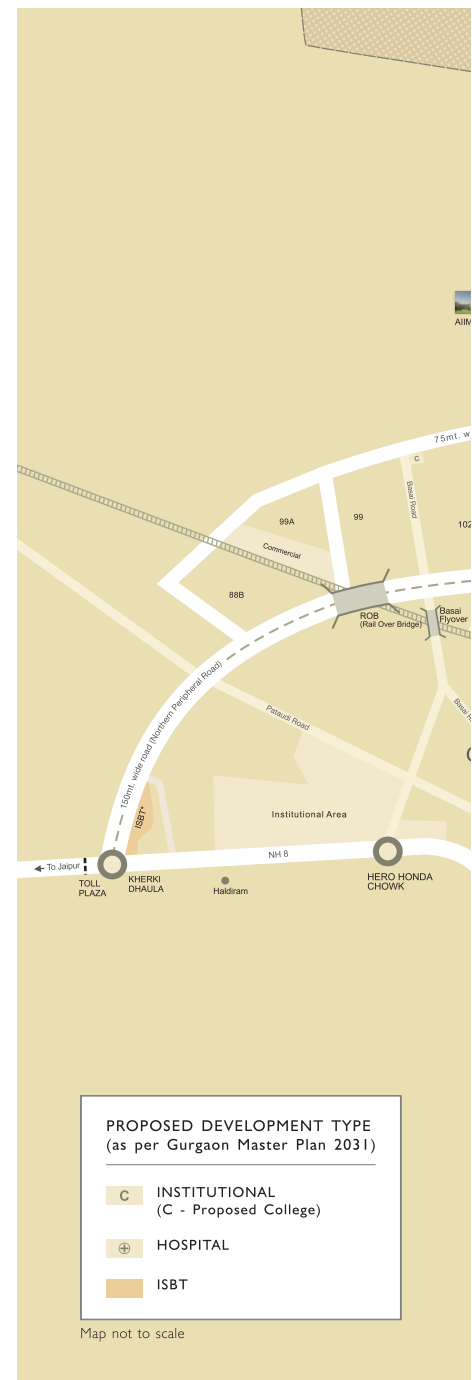 AIIM
75mt. w
C
Basai Road
99
99A
102
Commercial
88B
ROB
(Rail Over Bridge)
Basai
Flyover
150mt. wide road (Northern Peripheral Road)
Pataudi Road
Basai R
ISBT*
Institutional Area
NH 8
To Jaipur
TOLL
PLAZA
KHERKI
DHAULA
Haldiram
HERO HONDA
CHOWK
PROPOSED DEVELOPMENT TYPE
(as per Gurgaon Master Plan 2031)
C
INSTITUTIONAL
(C - Proposed College)
HOSPITAL
ISBT
Map not to scale